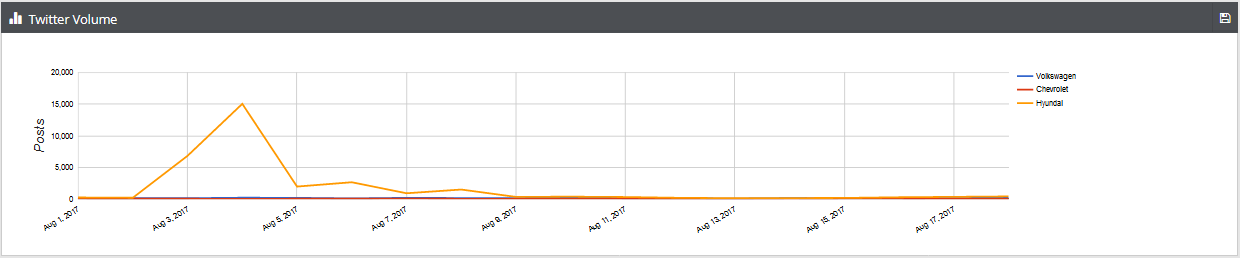 Twitter Volume
20,000
15,000
10,000
5,000
0
Posts
Aug 1, 2017
Aug 3, 2017
Aug 5, 2017
Aug 7, 2017
Aug 9, 2017
Aug 11, 2017
Aug 13, 2017
Aug 15, 2017
Aug 17, 2017
Volkswagen
Chevrolet
Hyundai